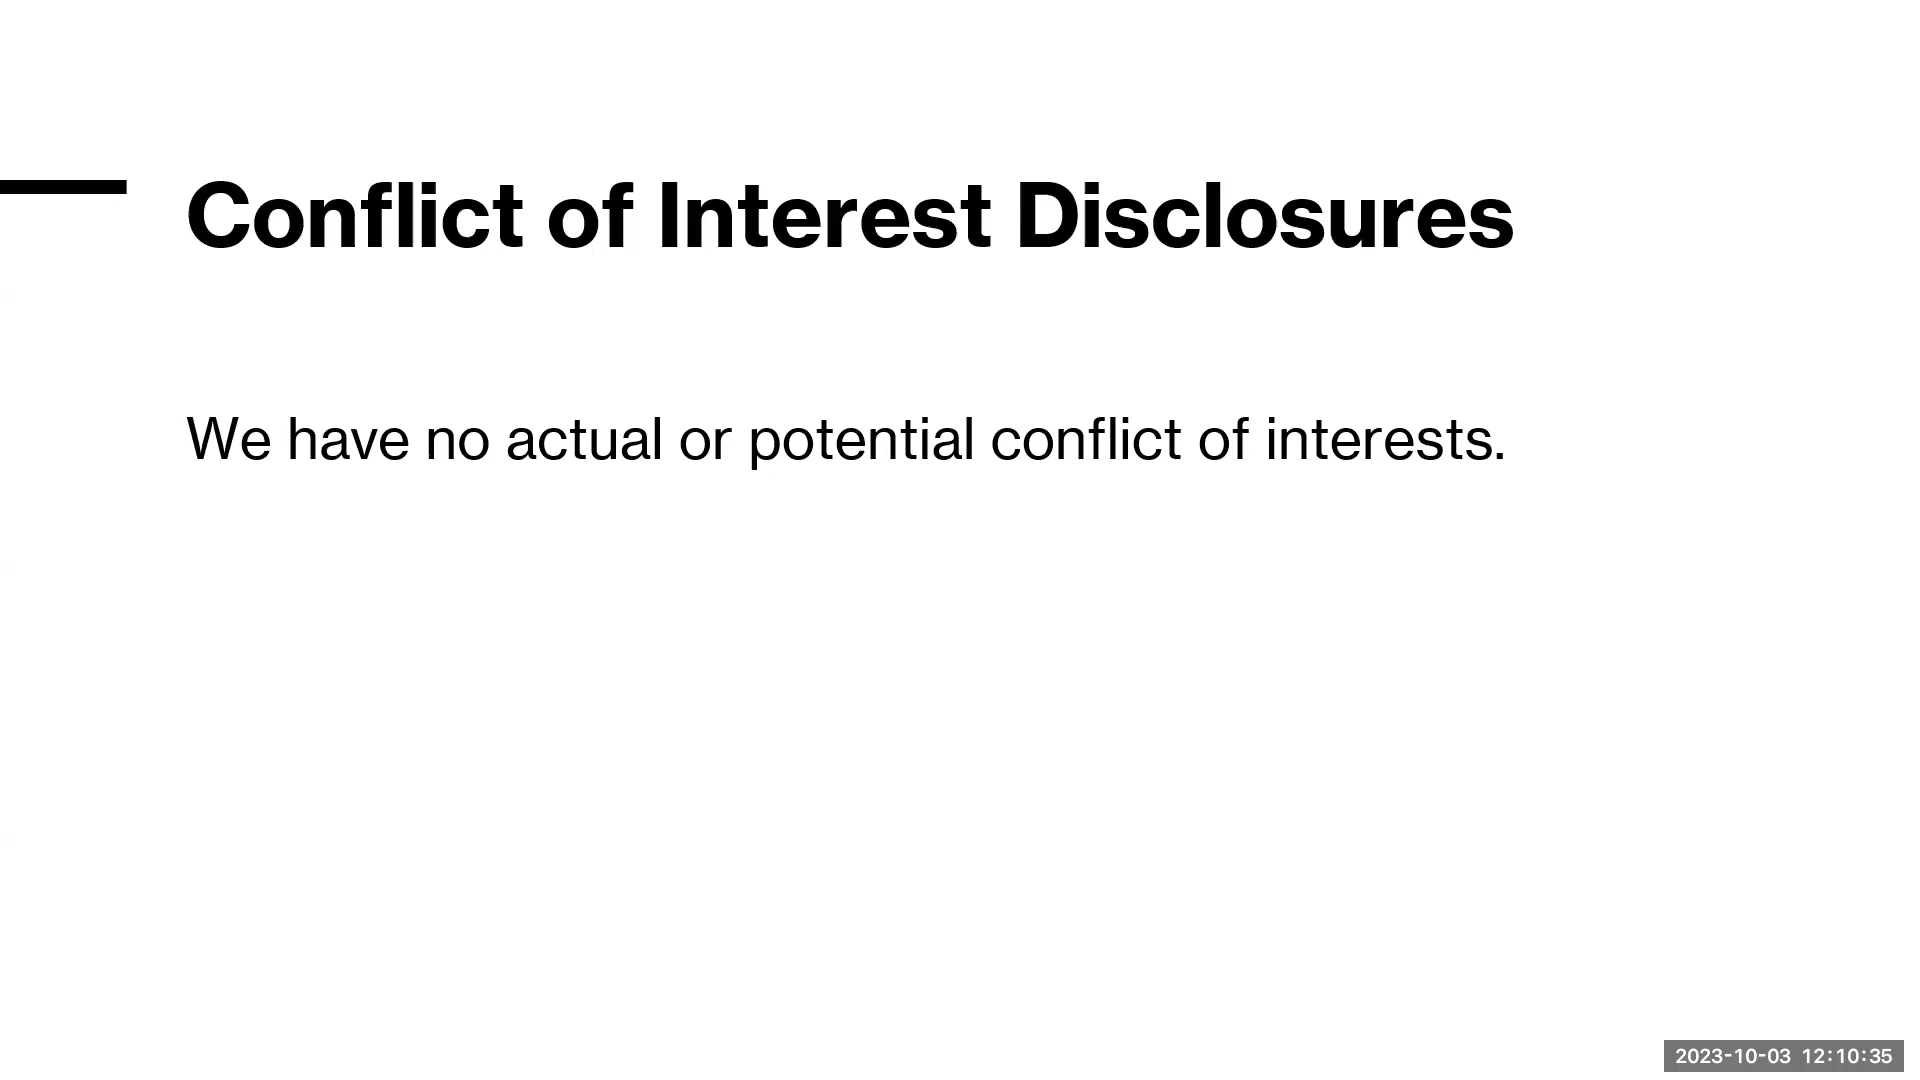 Conflict of Interest Disclosures
We have no actual or potential conflict of interests.
2023-10-03 12:10:35